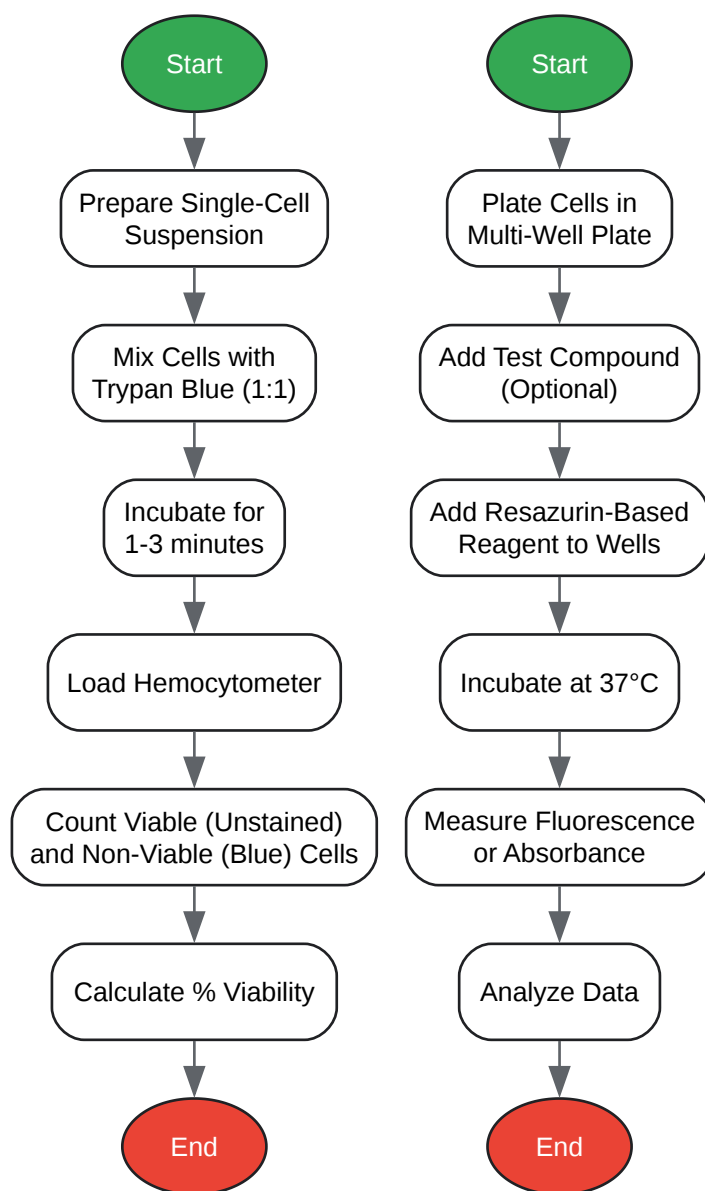 Start
Prepare Single-Cell
Suspension
Mix Cells with
Trypan Blue (1:1)
Incubate for
1-3 minutes
Load Hemocytometer
Count Viable (Unstained)
and Non-Viable (Blue) Cells
Calculate % Viability
End
Start
Plate Cells in
Multi-Well Plate
Add Test Compound
(Optional)
Add Resazurin-Based
Reagent to Wells
Incubate at 37°C
Measure Fluorescence
or Absorbance
Analyze Data
End